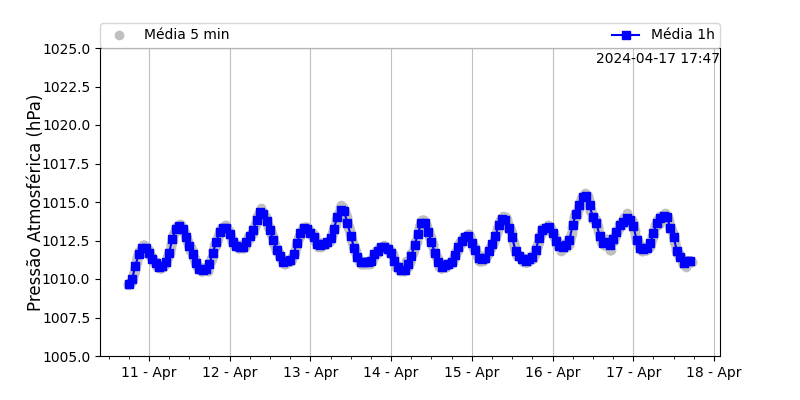 Média 5 min
Média 1h
2024-04-17 17:47
Pressão Atmosférica (hPa)
1025.0
1022.5
1020.0
1017.5
1015.0
1012.5
1010.0
1007.5
1005.0
11 - Apr
12 - Apr
13 - Apr
14 - Apr
15 - Apr
16 - Apr
17 - Apr
18 - Apr